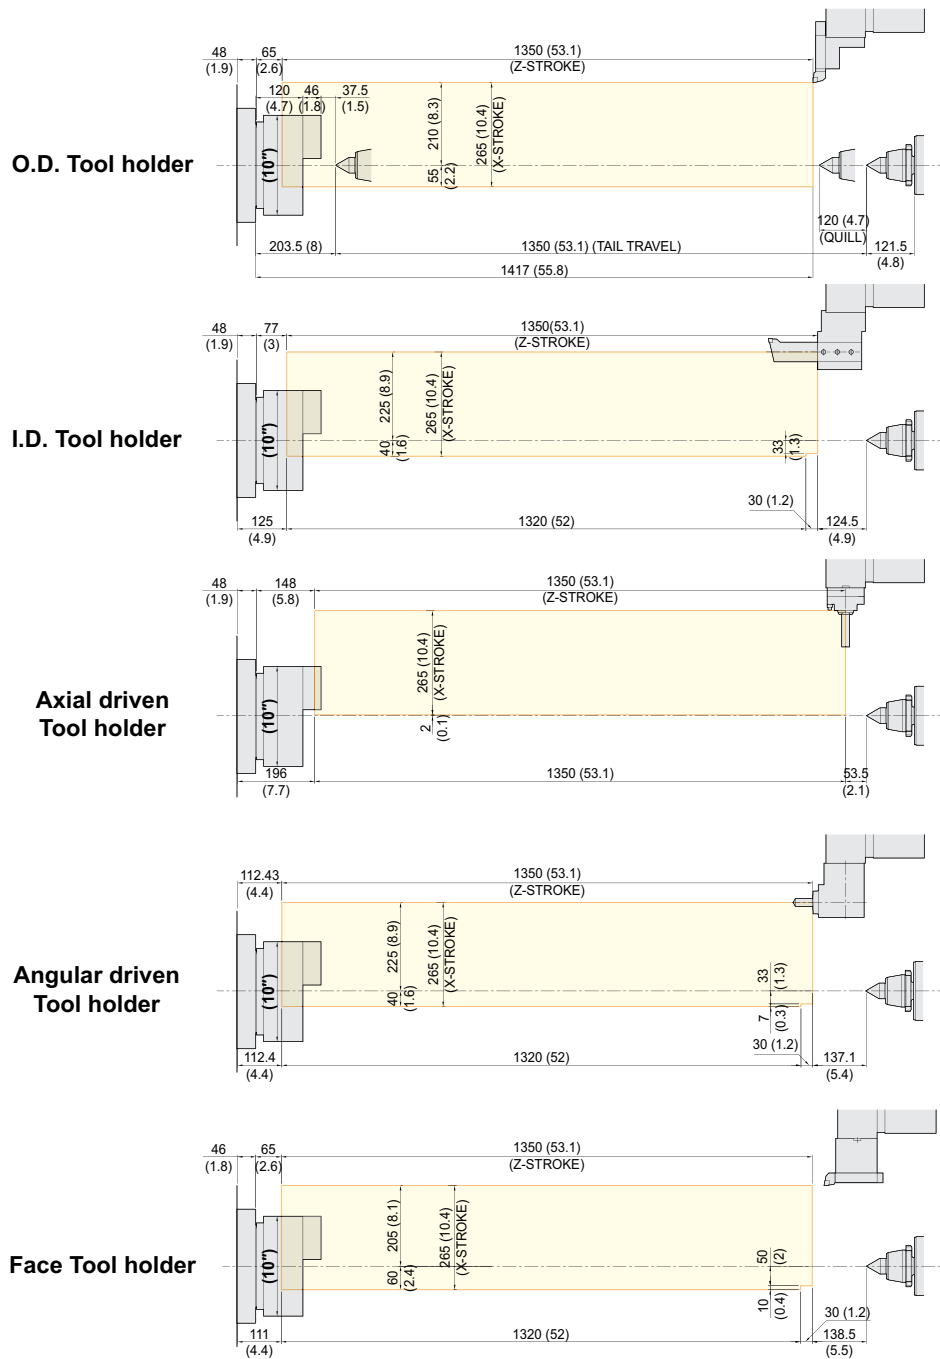 48 65 1350 (53.1)
(1.9) (2.6) (Z-STROKE)
120 46 37.5
(4.7) (1.8) (1.5)
210 (8.3)
265 (10.4)
(X-STROKE)
O.D. Tool holder
(10")
55
(2.2)
120 (4.7)
(QUILL)
203.5 (8) 1350 (53.1) (TAIL TRAVEL) 121.5
(4.8)
1417 (55.8)
48 77 1350(53.1)
(1.9) (3) (Z-STROKE)
225 (8.9)
265 (10.4)
(X-STROKE)
I.D. Tool holder
(10")
40
(1.6)
33
(1.3)
30 (1.2)
125 1320 (52) 124.5
(4.9) (4.9)
48 148 1350 (53.1)
(1.9) (5.8) (Z-STROKE)
265 (10.4)
(X-STROKE)
Axial driven
Tool holder
(10")
2
(0.1)
196 1350 (53.1) 53.5
(7.7) (2.1)
112.43 1350 (53.1)
(4.4) (Z-STROKE)
225 (8.9)
265 (10.4)
(X-STROKE)
33
(1.3)
Angular driven
Tool holder
(10")
40
(1.6)
7
(0.3)
30 (1.2)
112.4 1320 (52) 137.1
(4.4) (5.4)
46 65 1350 (53.1)
(1.8) (2.6) (Z-STROKE)
205 (8.1)
265 (10.4)
(X-STROKE)
50
(2)
Face Tool holder
(10")
60
(2.4)
10
(0.4)
30 (1.2)
111 1320 (52) 138.5
(4.4) (5.5)